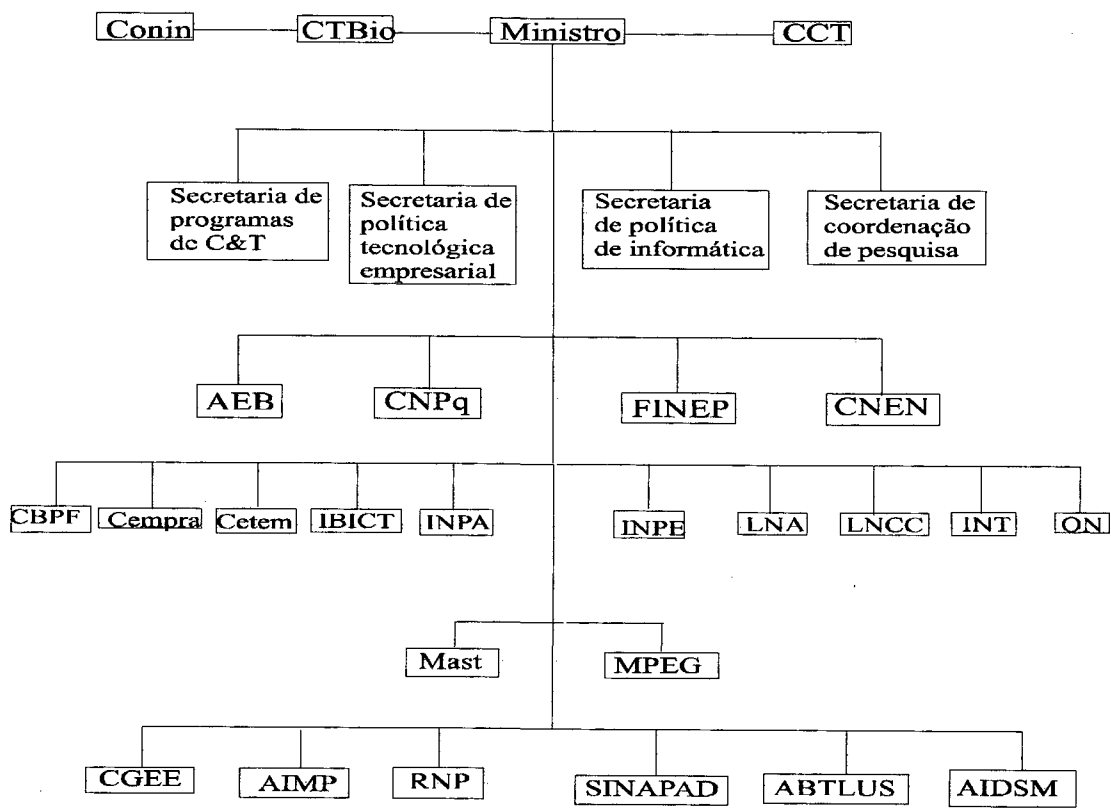 Conin CTBio Ministro CCT
Secretaria de
programas
de C&T
Secretaria de
política
tecnológica
empresarial
Secretaria
de política
de informática
Secretaria de
coordenação
de pesquisa
AEB CNPq FINEP CNEN
CBPF Cempra Cetem IBICT INPA INPE LNA LNCC INT ON
Mast MPEG
CGEE AIMP RNP SINAPAD ABTLUS AIDSM